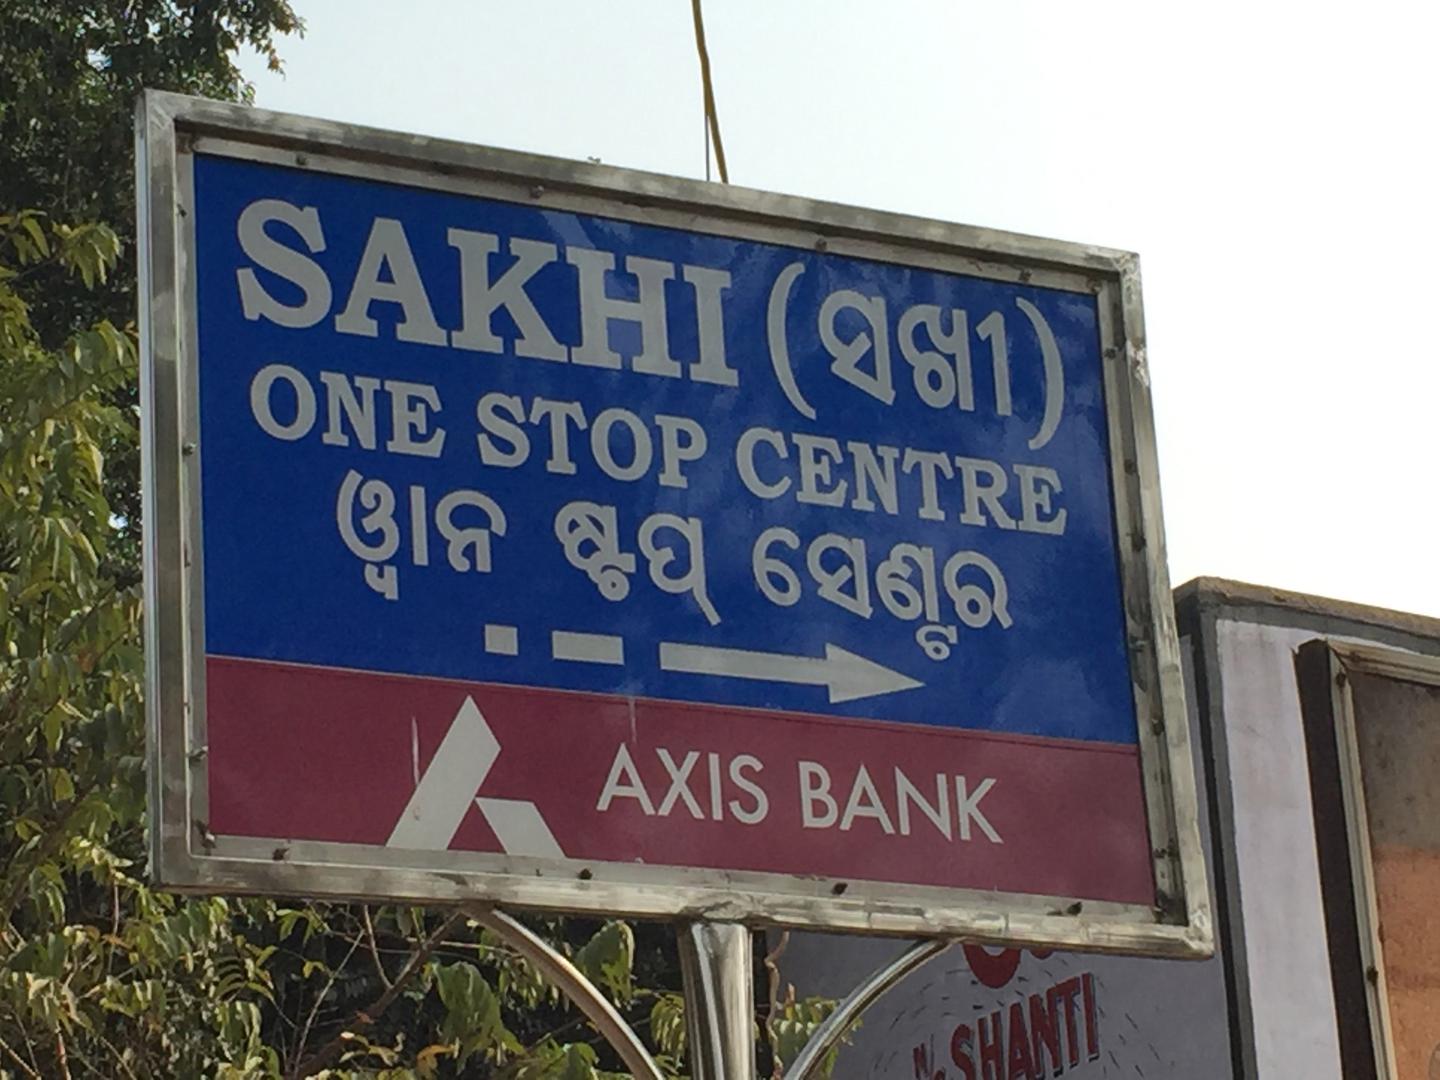 SAKHI (ସଖୀ)
ONE STOP CENTRE
ୱାନ ଷ୍ଟପ୍ ସେଣ୍ଟର
AXIS BANK
SHANTI